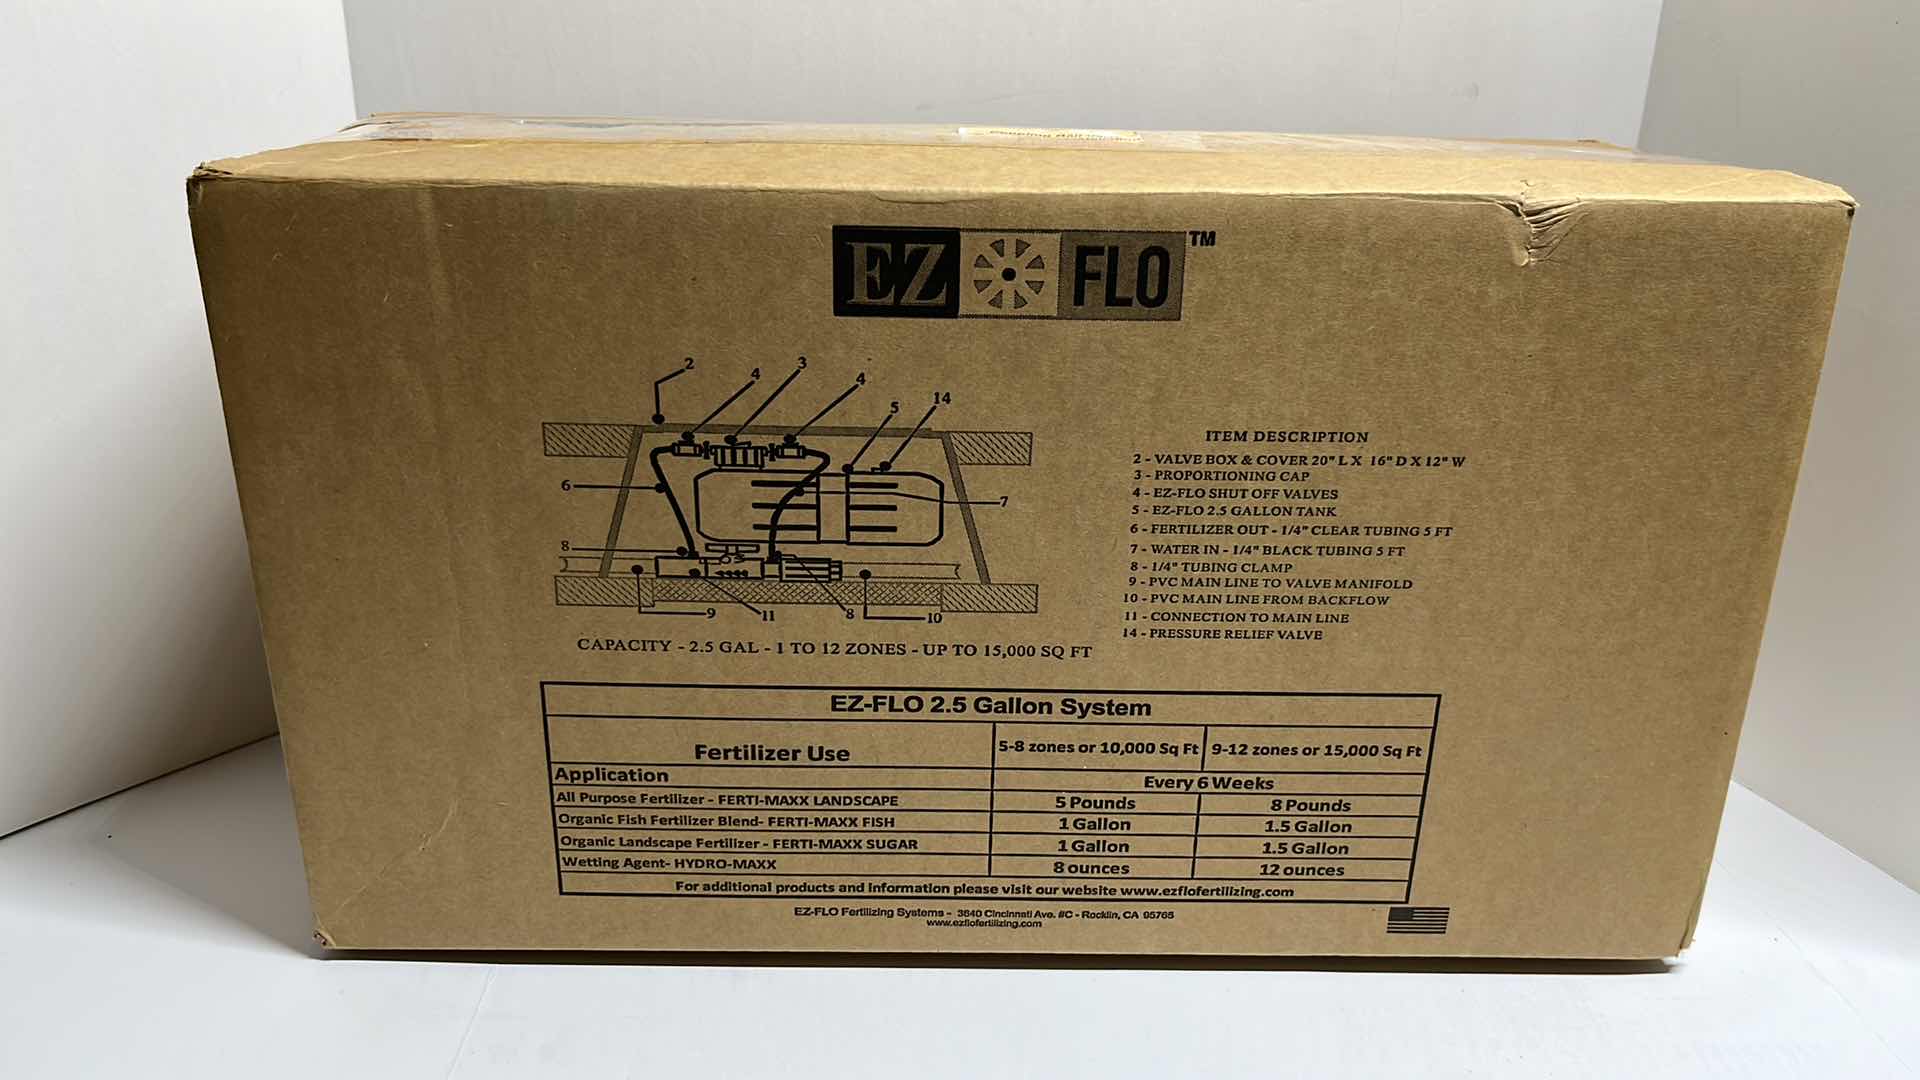 EZ FLO™
2 4 3 4 5 14
6 7
8
9 11 8 10
CAPACITY - 2.5 GAL - 1 TO 12 ZONES - UP TO 15,000 SQ FT
ITEM DESCRIPTION
2 - VALVE BOX & COVER 20" L X 16" D X 12" W
3 - PROPORTIONING CAP
4 - EZ-FLO SHUT OFF VALVES
5 - EZ-FLO 2.5 GALLON TANK
6 - FERTILIZER OUT - 1/4" CLEAR TUBING 5 FT
7 - WATER IN - 1/4" BLACK TUBING 5 FT
8 - 1/4" TUBING CLAMP
9 - PVC MAIN LINE TO VALVE MANIFOLD
10 - PVC MAIN LINE FROM BACKFLOW
11 - CONNECTION TO MAIN LINE
14 - PRESSURE RELIEF VALVE
EZ-FLO 2.5 Gallon System
Fertilizer Use 5-8 zones or 10,000 Sq Ft 9-12 zones or 15,000 Sq Ft
Application Every 6 Weeks
All Purpose Fertilizer - FERTI-MAXX LANDSCAPE 5 Pounds 8 Pounds
Organic Fish Fertilizer Blend- FERTI-MAXX FISH 1 Gallon 1.5 Gallon
Organic Landscape Fertilizer - FERTI-MAXX SUGAR 1 Gallon 1.5 Gallon
Wetting Agent- HYDRO-MAXX 8 ounces 12 ounces
For additional products and information please visit our website www.ezflofertilizing.com
EZ-FLO Fertilizing Systems - 3640 Cincinnati Ave. #C - Rocklin, CA 95765
www.ezflofertilizing.com